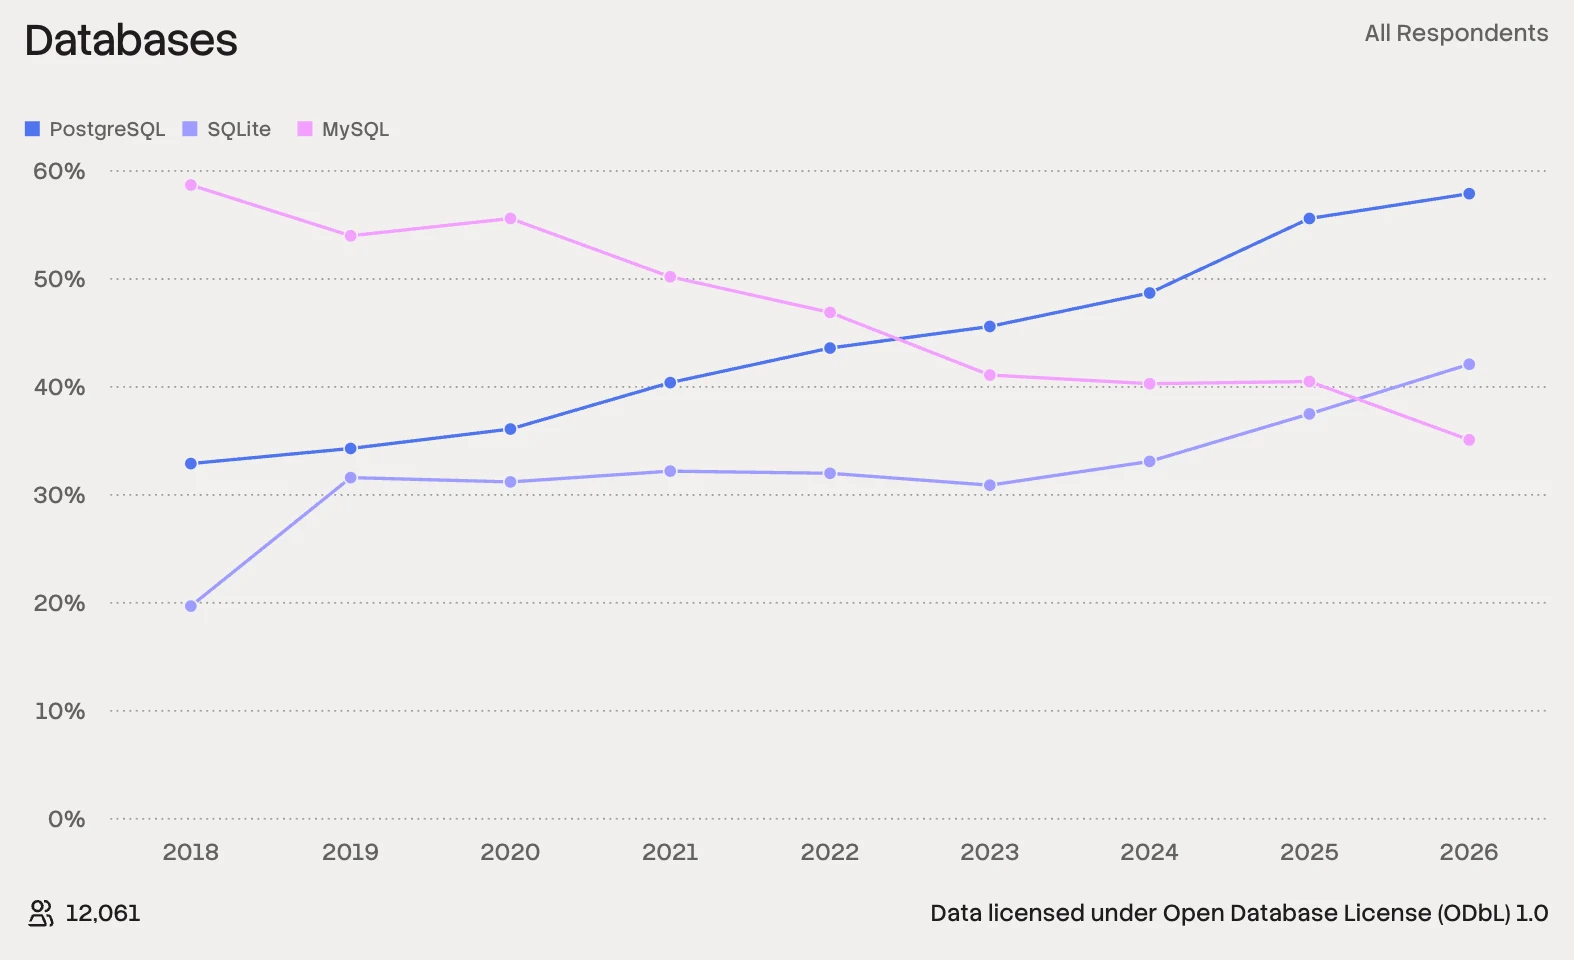 Databases
All Respondents
PostgreSQL SQLite MySQL
60%
50%
40%
30%
20%
10%
0%
2018 2019 2020 2021 2022 2023 2024 2025 2026
12,061
Data licensed under Open Database License (ODbL) 1.0